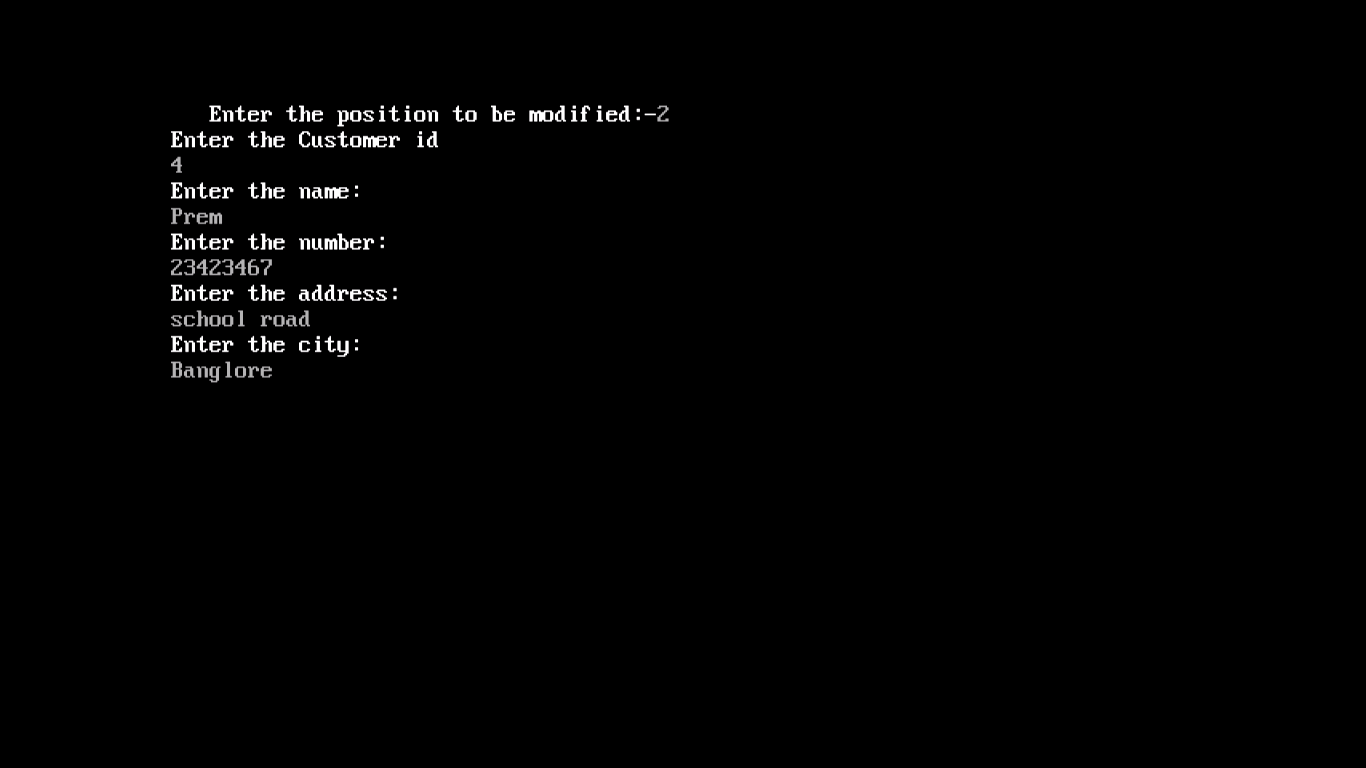 Enter the position to be modified:-2
Enter the Customer id
4
Enter the name:
Prem
Enter the number:
23423467
Enter the address:
school road
Enter the city:
Banglore